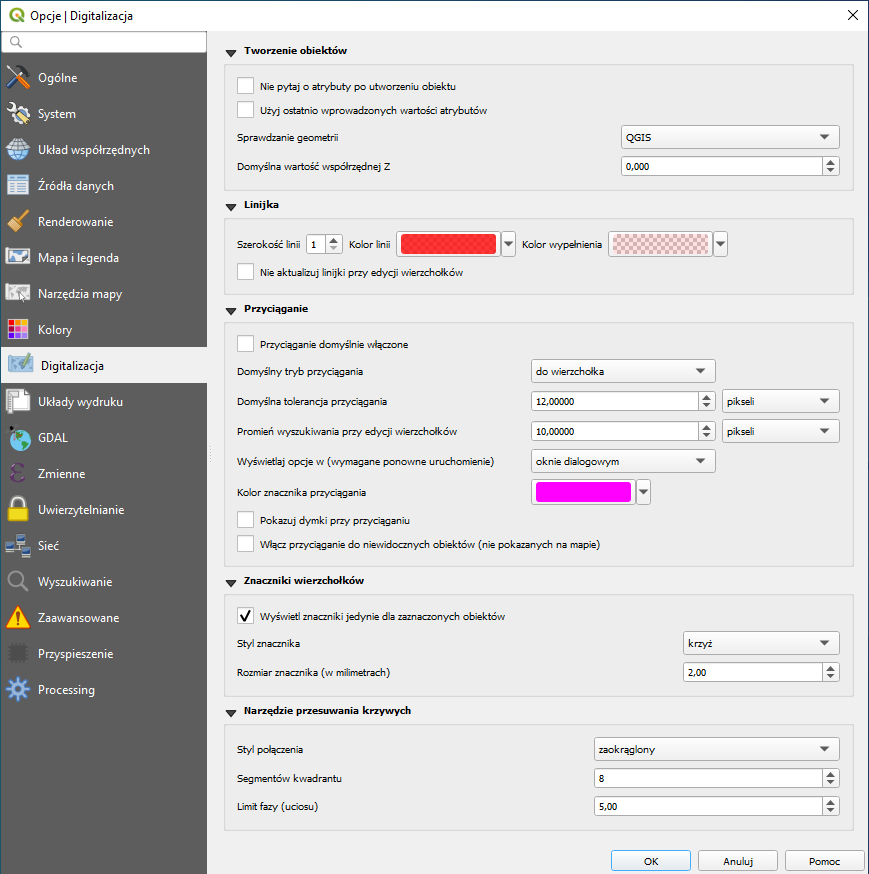 Opcje | Digitalizacja
Ogólne
System
Układ współrzędnych
Źródła danych
Renderowanie
Mapa i legenda
Narzędzia mapy
Kolory
Digitalizacja
Układy wydruku
GDAL
Zmienne
Uwierzytelnianie
Sieć
Wyszukiwanie
Zaawansowane
Przyspieszenie
Processing
Tworzenie obiektów
Nie pytaj o atrybuty po utworzeniu obiektu
Użyj ostatnio wprowadzonych wartości atrybutów
Sprawdzanie geometrii QGIS
Domyślna wartość współrzędnej Z 0,000
Linijka
Szerokość linii 1 Kolor linii Kolor wypełnienia
Nie aktualizuj linijki przy edycji wierzchołków
Przyciąganie
Przyciąganie domyślnie włączone
Domyślny tryb przyciągania do wierzchołka
Domyślna tolerancja przyciągania 12,00000 pikseli
Promień wyszukiwania przy edycji wierzchołków 10,00000 pikseli
Wyświetlaj opcje w (wymagane ponowne uruchomienie) oknie dialogowym
Kolor znacznika przyciągania
Pokazuj dymki przy przyciąganiu
Włącz przyciąganie do niewidocznych obiektów (nie pokazanych na mapie)
Znaczniki wierzchołków
Wyświetl znaczniki jedynie dla zaznaczonych obiektów
Styl znacznika krzyż
Rozmiar znacznika (w milimetrach) 2,00
Narzędzie przesuwania krzywych
Styl połączenia zaokrąglony
Segmentów kwadrantu 8
Limit fazy (uciosu) 5,00
OK Anuluj Pomoc